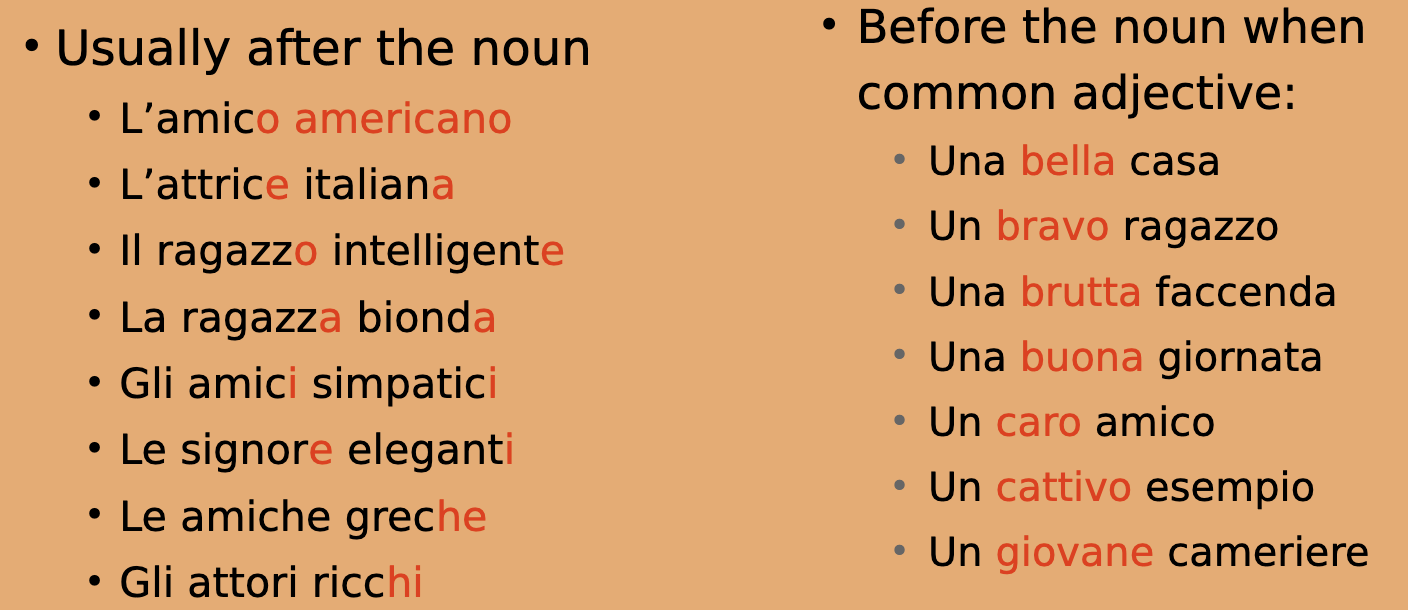 • Usually after the noun
• L’amico americano
• L’attrice italiana
• Il ragazzo intelligente
• La ragazza bionda
• Gli amici simpatici
• Le signore eleganti
• Le amiche greche
• Gli attori ricchi
• Before the noun when
common adjective:
• Una bella casa
• Un bravo ragazzo
• Una brutta faccenda
• Una buona giornata
• Un caro amico
• Un cattivo esempio
• Un giovane cameriere